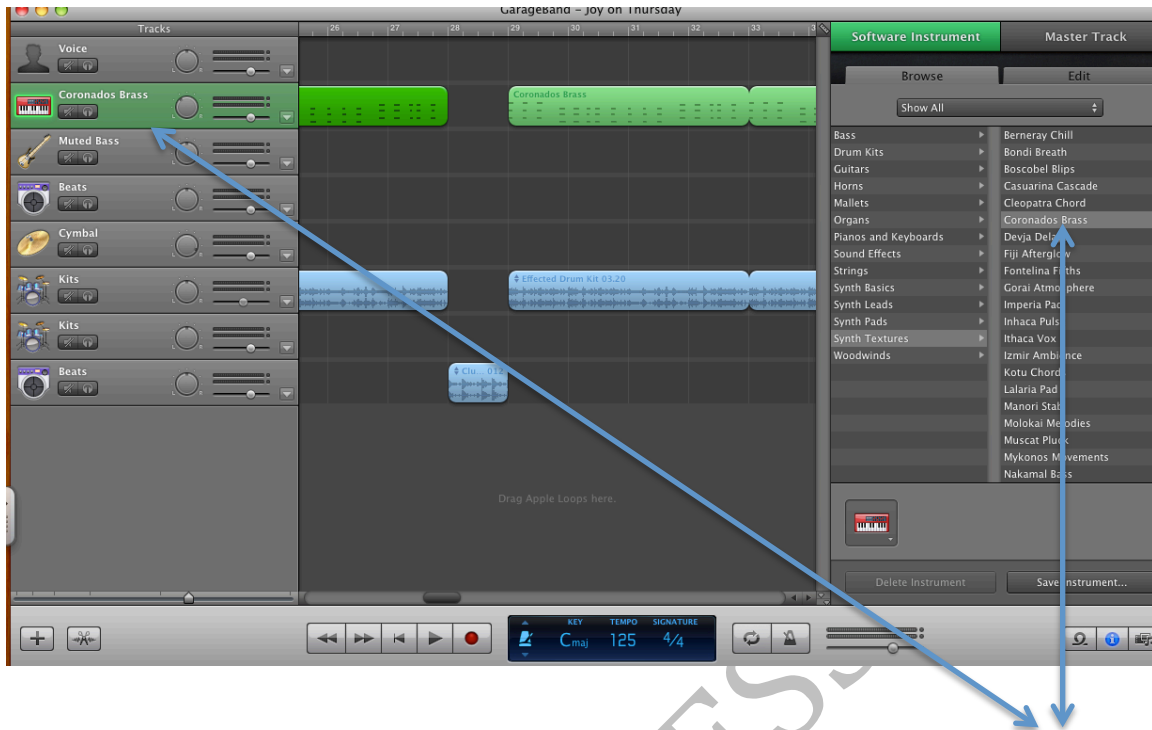 GarageBand – Joy on Thursday
Tracks
26 27 28 29 30 31 32 33
Software Instrument
Master Track
Voice
Coronados Brass
Muted Bass
Beats
Cymbal
Kits
Kits
Beats
Coronados Brass
Effected Drum Kit 03.20
Clu... 012
Drag Apple Loops here.
Browse
Edit
Show All
Bass
Drum Kits
Guitars
Horns
Mallets
Organs
Pianos and Keyboards
Sound Effects
Strings
Synth Basics
Synth Leads
Synth Pads
Synth Textures
Woodwinds
Berneray Chill
Bondi Breath
Boscobel Blips
Casuarina Cascade
Cleopatra Chord
Coronados Brass
Devja
Fiji Afterglow
Fontelina
Gorai Atmosphere
Imperia
Inhaca
Ithaca Vox
Izmir Ambience
Kotu
Lalaria Pad
Manori
Molokai Melodies
Muscat Pluck
Mykonos Movements
Nakamal Bass
Delete Instrument
Save Instrument...
KEY TEMPO SIGNATURE
Cmaj 125 4/4